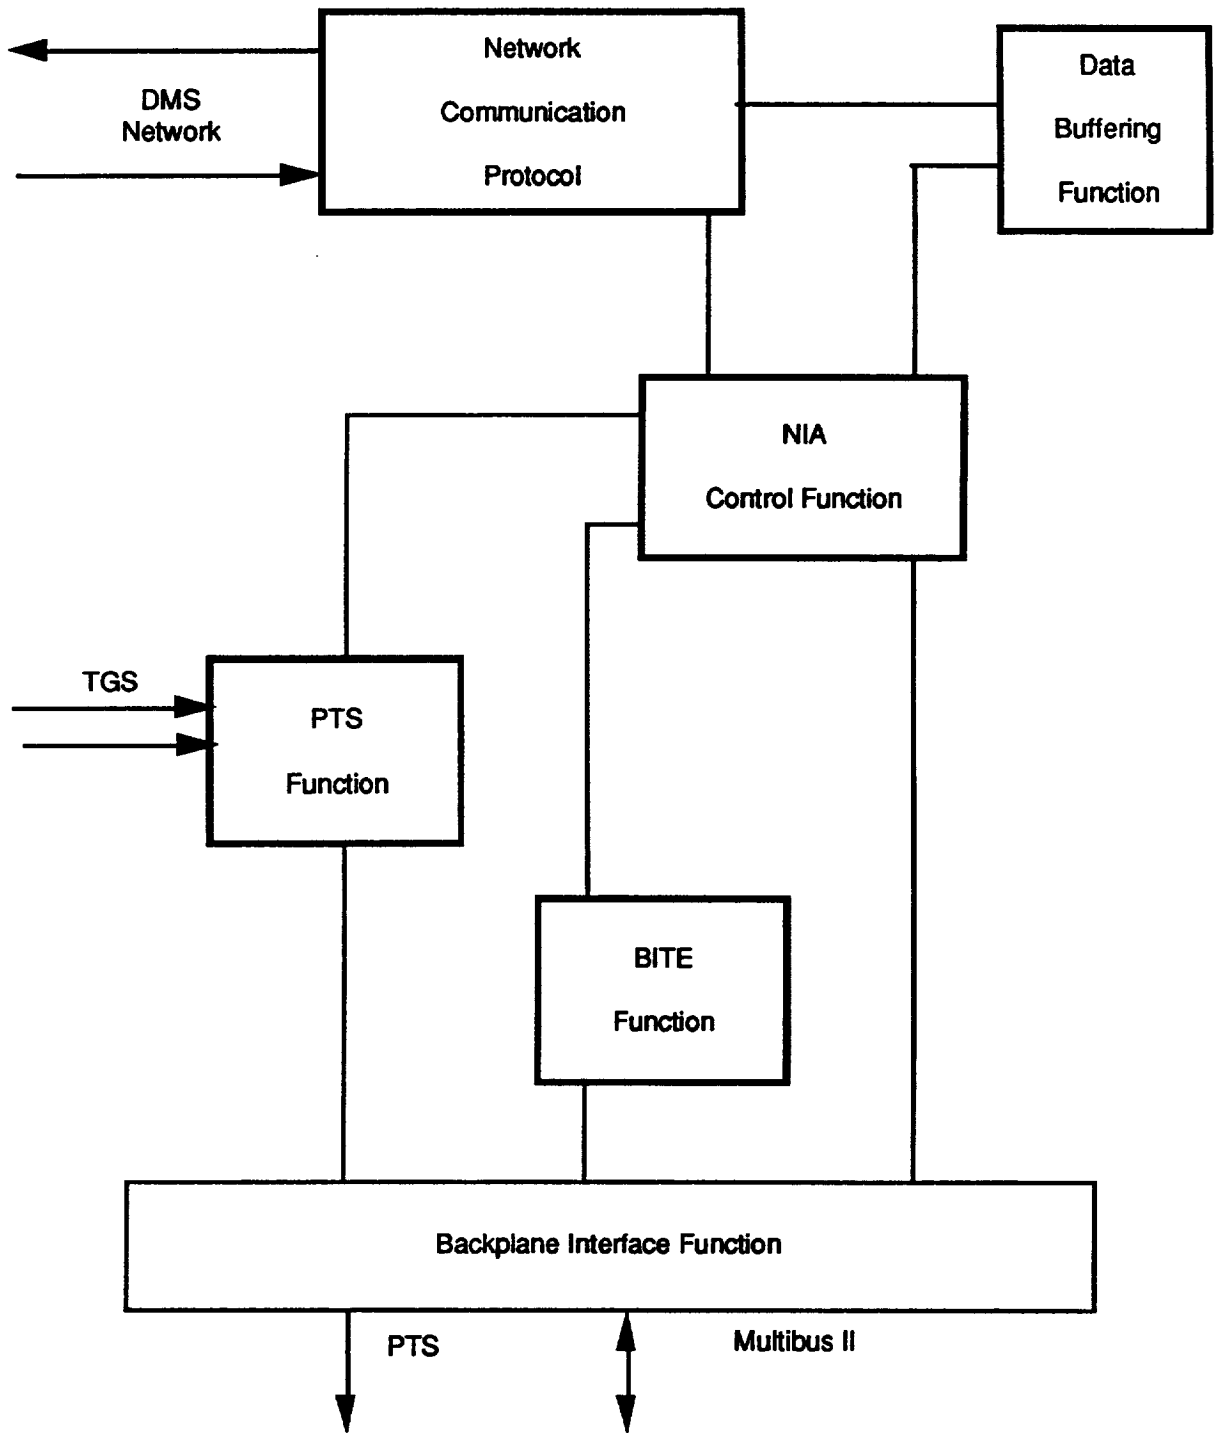 Network
Communication
Protocol
DMS
Network
Data
Buffering
Function
NIA
Control Function
TGS
PTS
Function
BITE
Function
Backplane Interface Function
PTS
Multibus II